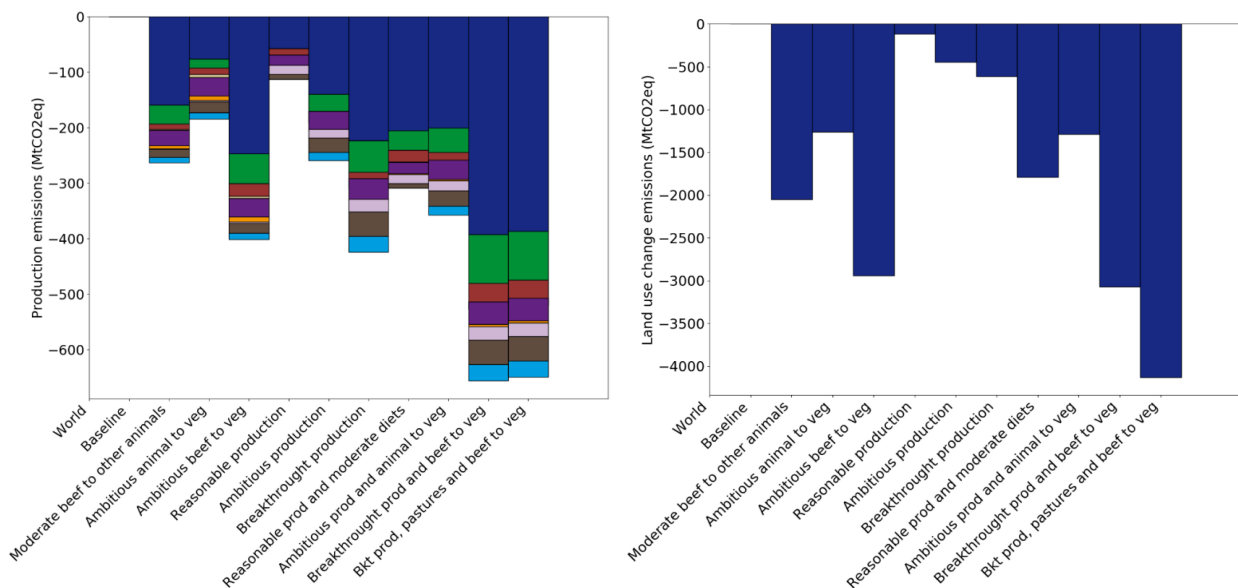 Production emissions (MtCO2eq)
0
−100
−200
−300
−400
−500
−600
World
Baseline
Moderate beef to other animals
Ambitious animal to veg
Ambitious beef to veg
Reasonable production
Ambitious production
Breakthrought production
Reasonable prod and moderate diets
Ambitious prod and animal to veg
Breakthrought prod and beef to veg
Bkt prod, pastures and beef to veg
Land use change emissions (MtCO2eq)
0
−500
−1000
−1500
−2000
−2500
−3000
−3500
−4000
World
Baseline
Moderate beef to other animals
Ambitious animal to veg
Ambitious beef to veg
Reasonable production
Ambitious production
Breakthrought production
Reasonable prod and moderate diets
Ambitious prod and animal to veg
Breakthrought prod and beef to veg
Bkt prod, pastures and beef to veg